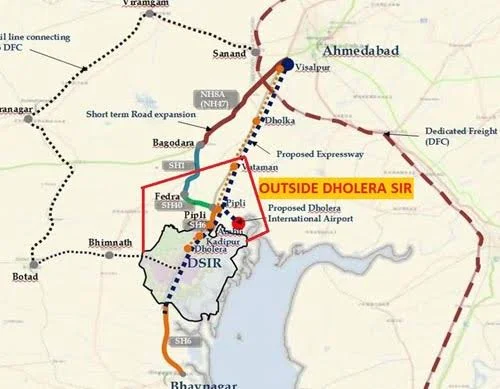 Viramgam
il line connecting
DFC
Sanand
Ahmedabad
Visalpur
NH8A
(NH47)
Short term Road expansion
Dholka
Dedicated Freight
(DFC)
Bagodara
Proposed Expressway
SH1
Vataman
OUTSIDE DHOLERA SIR
Fedra
SH40
Pipli
Proposed Dholera
International Airport
Pipli
SH6
Kadipur
Bhimnath
Dholera
DSIR
Botad
SH6
Bhavnagar